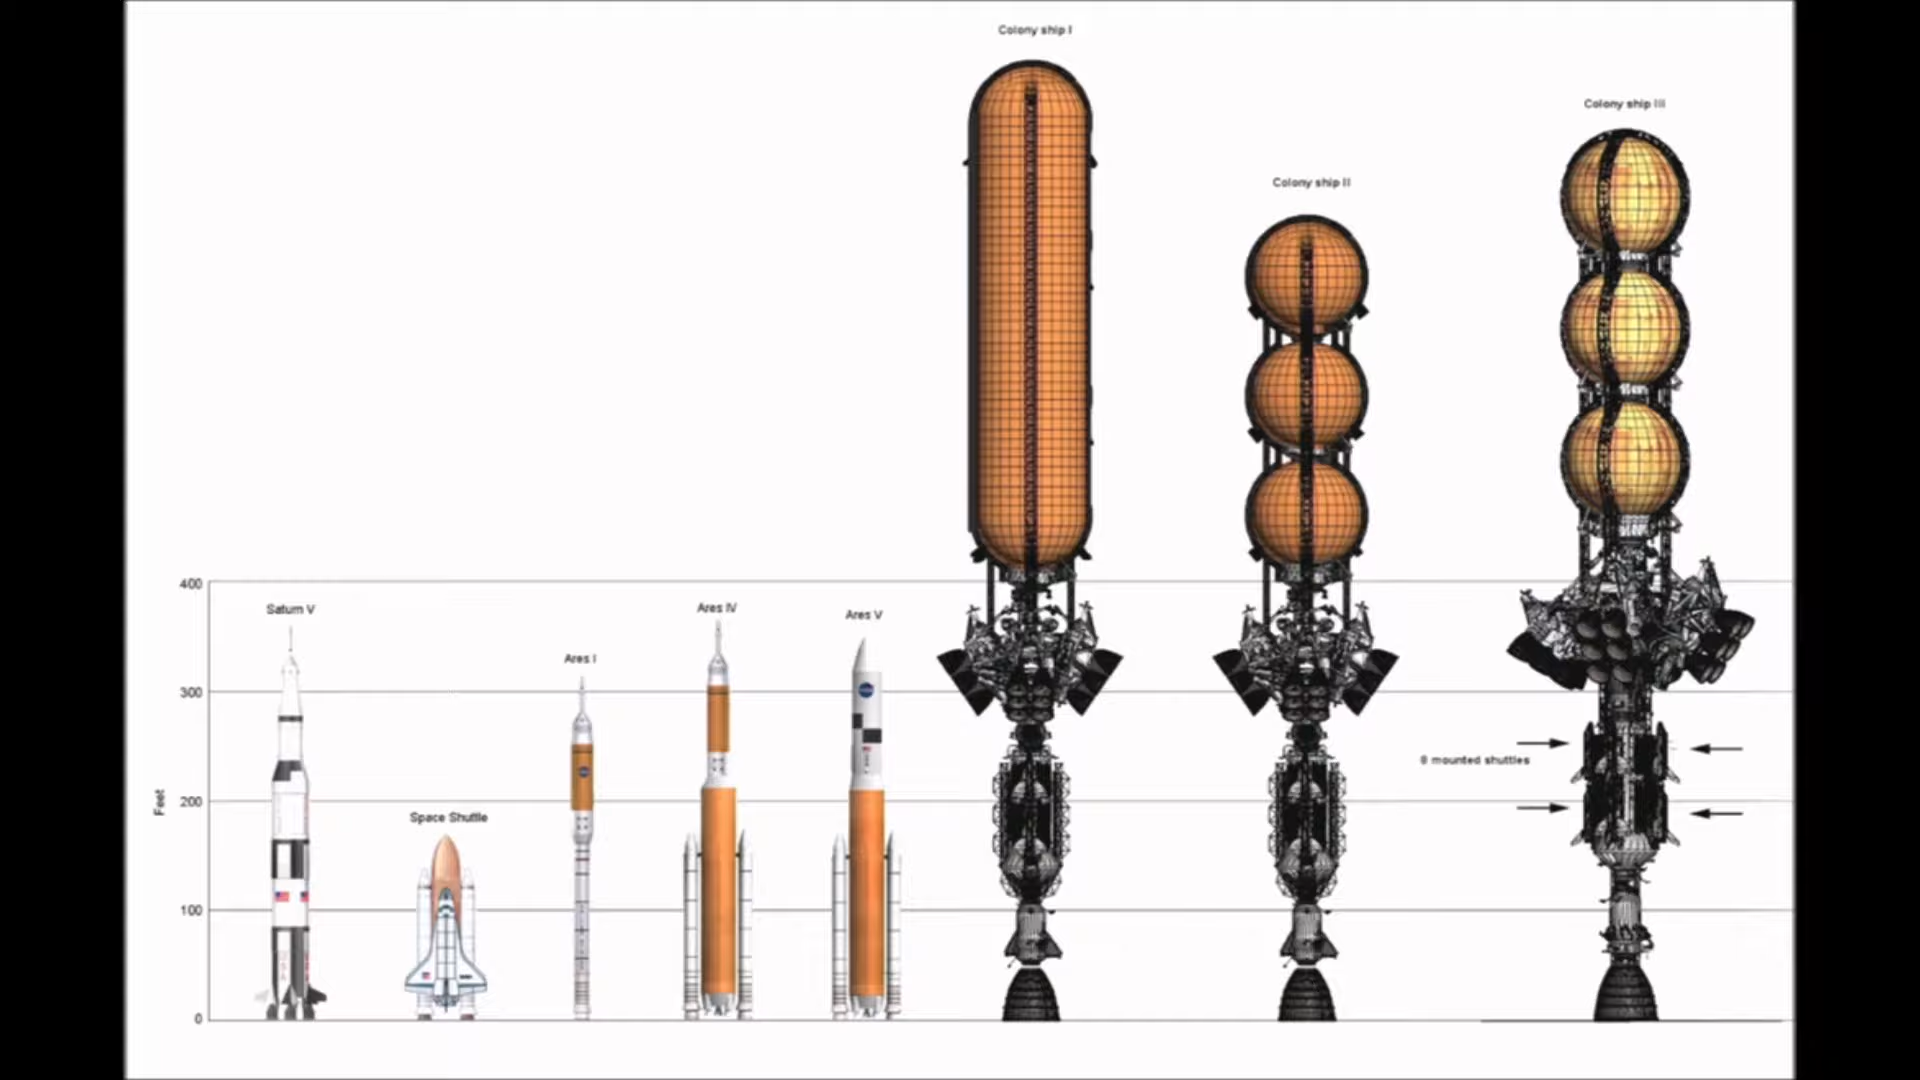 Colony ship I
Colony ship III
Colony ship II
400
Saturn V
Ares IV
Ares V
Ares I
300
8 mounted shuttles
Feet
200
Space Shuttle
100
0